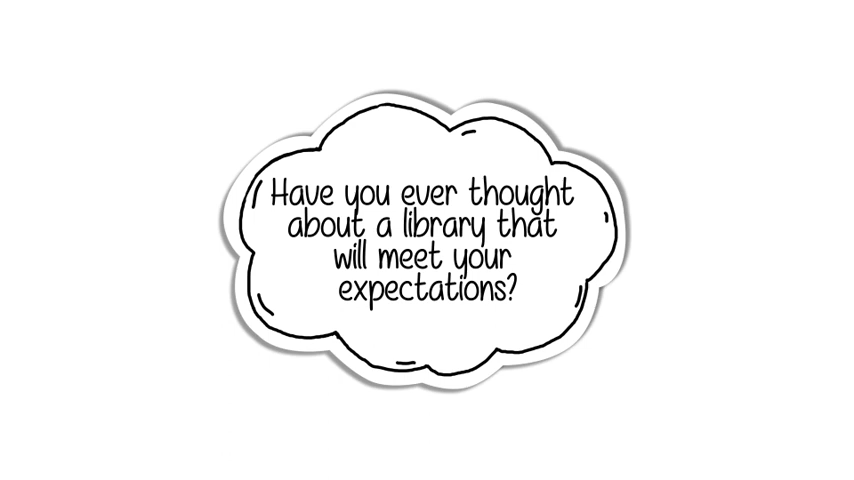 Have you ever thought
about a library that
will meet your
expectations?